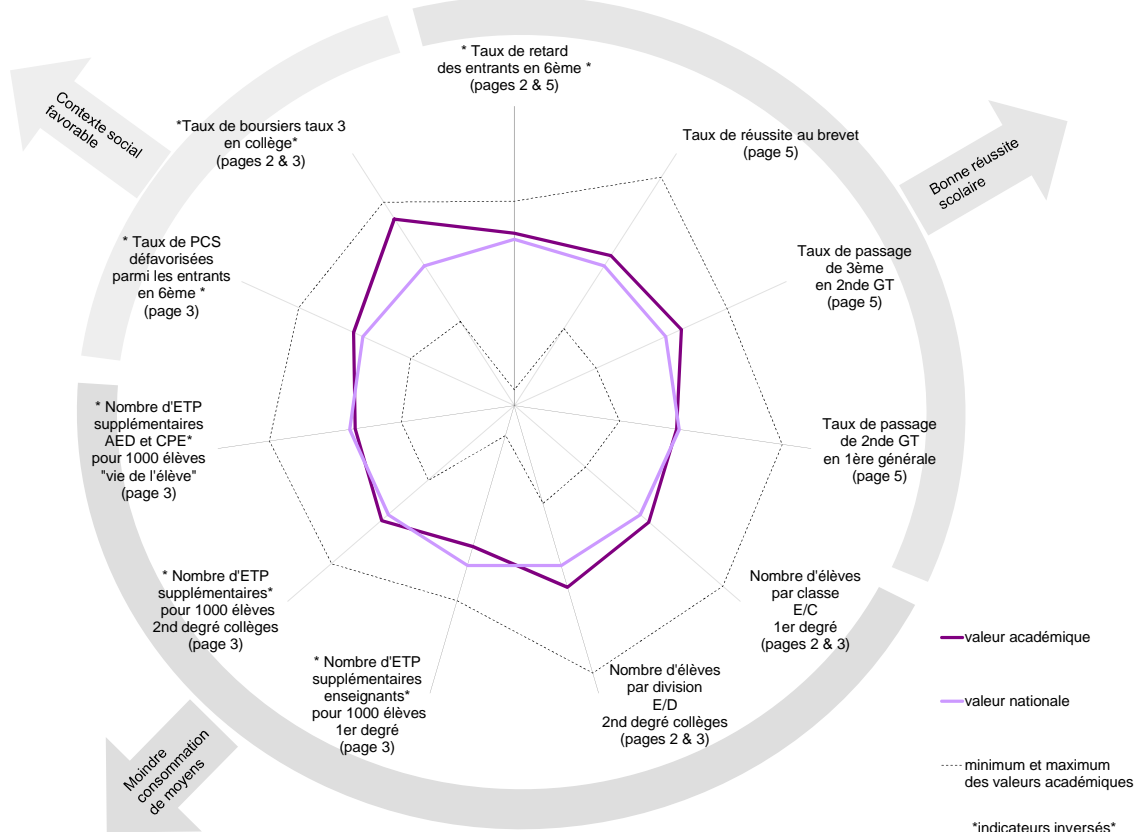 * Taux de retard
des entrants en 6ème *
(pages 2 & 5)
Taux de réussite au brevet
(page 5)
Bonne réussite
scolaire
Taux de passage
de 3ème
en 2nde GT
(page 5)
Taux de passage
de 2nde GT
en 1ère générale
(page 5)
Nombre d'élèves
par classe
E/C
1er degré
(pages 2 & 3)
Nombre d'élèves
par division
E/D
2nd degré collèges
(pages 2 & 3)
* Nombre d'ETP
supplémentaires
enseignants*
pour 1000 élèves
1er degré
(page 3)
Moindre
consommation
de moyens
* Nombre d'ETP
supplémentaires*
pour 1000 élèves
2nd degré collèges
(page 3)
* Nombre d'ETP
supplémentaires
AED et CPE*
pour 1000 élèves
"vie de l'élève"
(page 3)
* Taux de PCS
défavorisées
parmi les entrants
en 6ème *
(page 3)
*Taux de boursiers taux 3
en collège*
(pages 2 & 3)
Contexte social
favorable
valeur académique
valeur nationale
minimum et maximum
des valeurs académiques
*indicateurs inversés*